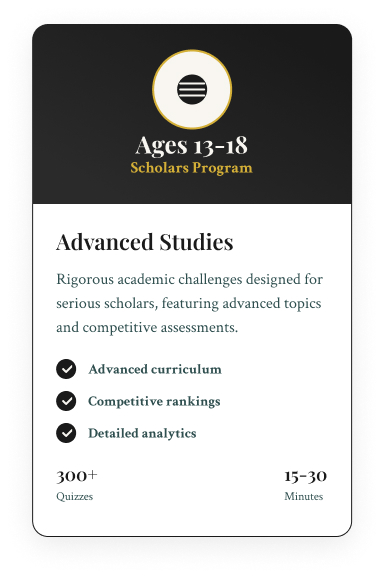 Ages 13-18
Scholars Program
Advanced Studies
Rigorous academic challenges designed for
serious scholars, featuring advanced topics
and competitive assessments.
Advanced curriculum
Competitive rankings
Detailed analytics
300+ 15-30
Quizzes Minutes